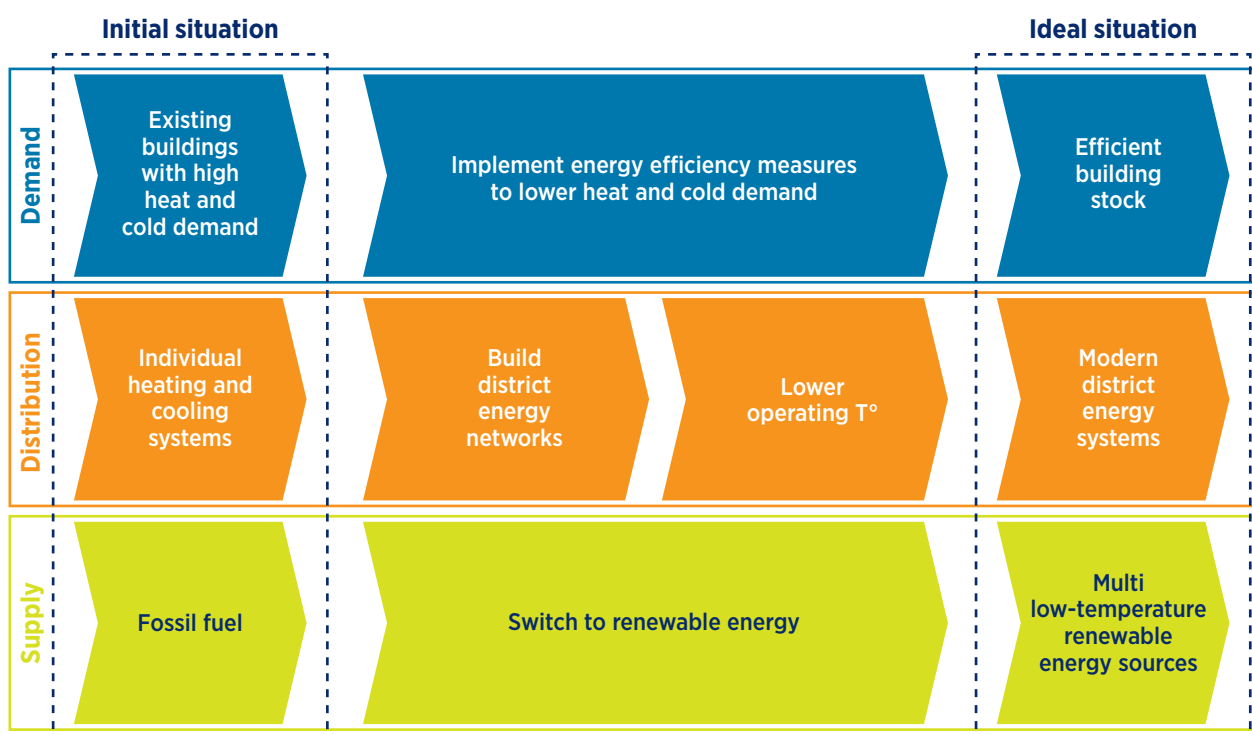 Initial situation
Ideal situation
Demand
Existing
buildings
with high
heat and
cold demand
Implement energy efficiency measures
to lower heat and cold demand
Efficient
building
stock
Distribution
Individual
heating and
cooling
systems
Build
district
energy
networks
Lower
operating T°
Modern
district
energy
systems
Supply
Fossil fuel
Switch to renewable energy
Multi
low-temperature
renewable
energy sources